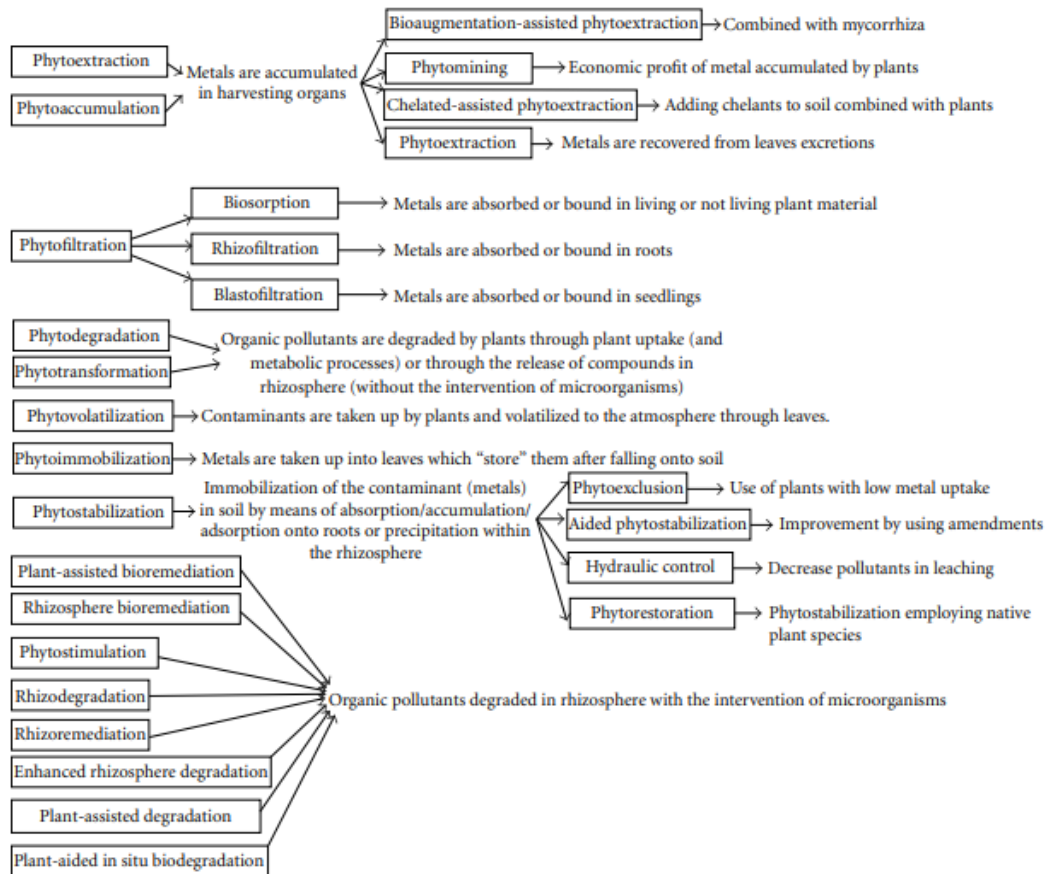 Phytoextraction
Phytoaccumulation
Metals are accumulated
in harvesting organs
Bioaugmentation-assisted phytoextraction
Combined with mycorrhiza
Phytomining
Economic profit of metal accumulated by plants
Chelated-assisted phytoextraction
Adding chelants to soil combined with plants
Phytoextraction
Metals are recovered from leaves excretions
Phytofiltration
Biosorption
Metals are absorbed or bound in living or not living plant material
Rhizofiltration
Metals are absorbed or bound in roots
Blastofiltration
Metals are absorbed or bound in seedlings
Phytodegradation
Phytotransformation
Organic pollutants are degraded by plants through plant uptake (and
metabolic processes) or through the release of compounds in
rhizosphere (without the intervention of microorganisms)
Phytovolatilization
Contaminants are taken up by plants and volatilized to the atmosphere through leaves.
Phytoimmobilization
Metals are taken up into leaves which “store” them after falling onto soil
Phytostabilization
Immobilization of the contaminant (metals)
in soil by means of absorption/accumulation/
adsorption onto roots or precipitation within
the rhizosphere
Phytoexclusion
Use of plants with low metal uptake
Aided phytostabilization
Improvement by using amendments
Hydraulic control
Decrease pollutants in leaching
Phytorestoration
Phytostabilization employing native
plant species
Plant-assisted bioremediation
Rhizosphere bioremediation
Phytostimulation
Rhizodegradation
Rhizoremediation
Enhanced rhizosphere degradation
Plant-assisted degradation
Plant-aided in situ biodegradation
Organic pollutants degraded in rhizosphere with the intervention of microorganisms